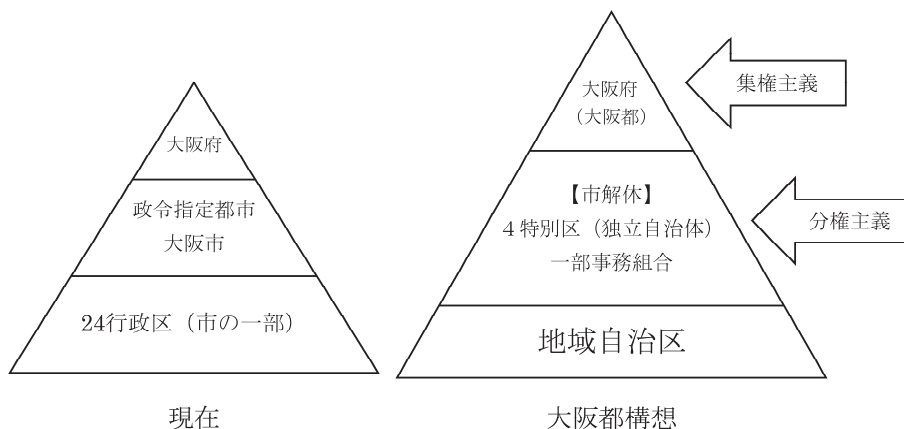 大阪府
政令指定都市
大阪市
24行政区（市の一部）
現在
大阪府
（大阪都）
【市解休】
４特別区（独立自治体）
一部事務組合
地域自治区
大阪都構想
集権主義
分権主義